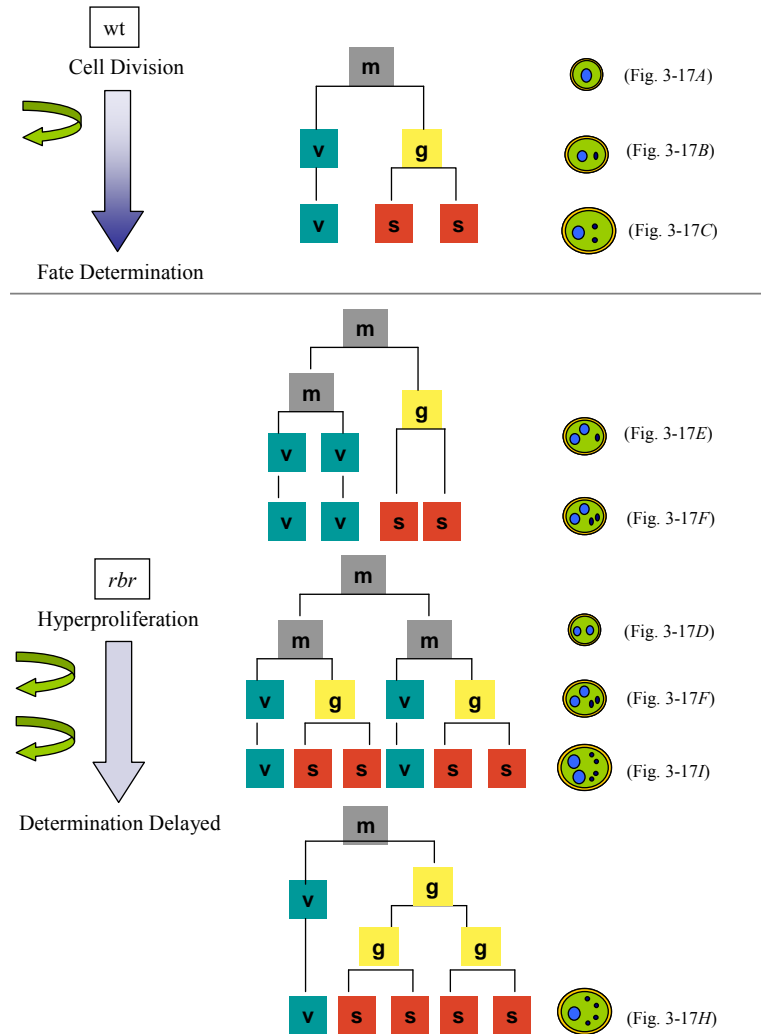 wt
Cell Division
Fate Determination
m
(Fig. 3-17A)
v g
(Fig. 3-17B)
v s s
(Fig. 3-17C)
m
m
g
v v
(Fig. 3-17E)
v v s s
(Fig. 3-17F)
rbr
Hyperproliferation
Determination Delayed
m
m m
(Fig. 3-17D)
v g v g
(Fig. 3-17F)
v s s v s s
(Fig. 3-17I)
m
g
v
g g
v s s s s
(Fig. 3-17H)